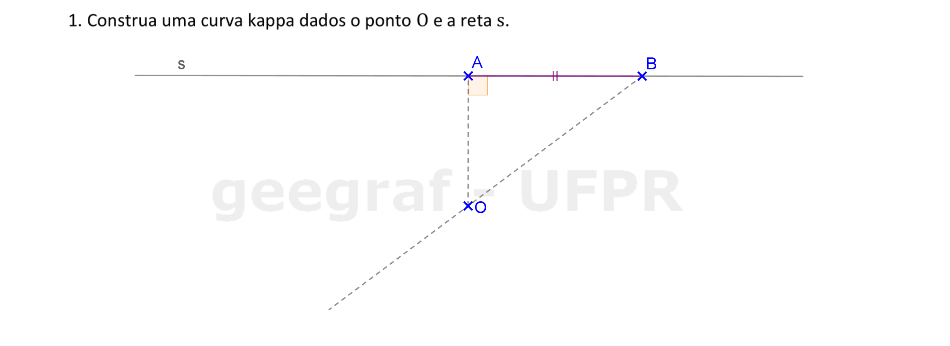 1. Construa uma curva kappa dados o ponto O e a reta s.
s
A
B
geegraf - UFPR
O